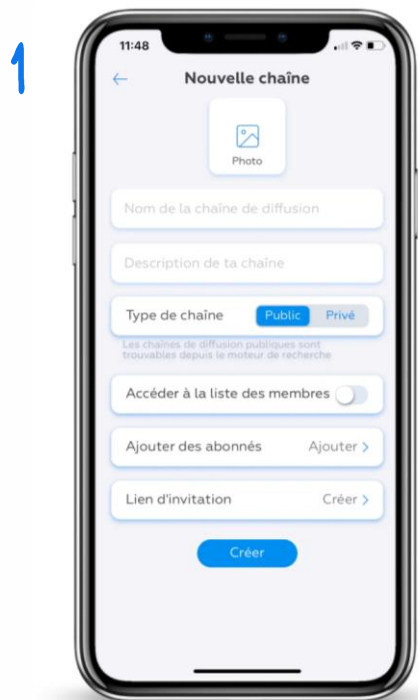 1
11:48
Nouvelle chaîne
Photo
Nom de la chaîne de diffusion
Description de ta chaîne
Type de chaîne Public Privé
Les chaînes de diffusion publiques sont
trouvables depuis le moteur de recherche
Accéder à la liste des membres
Ajouter des abonnés Ajouter >
Lien d'invitation Créer >
Créer